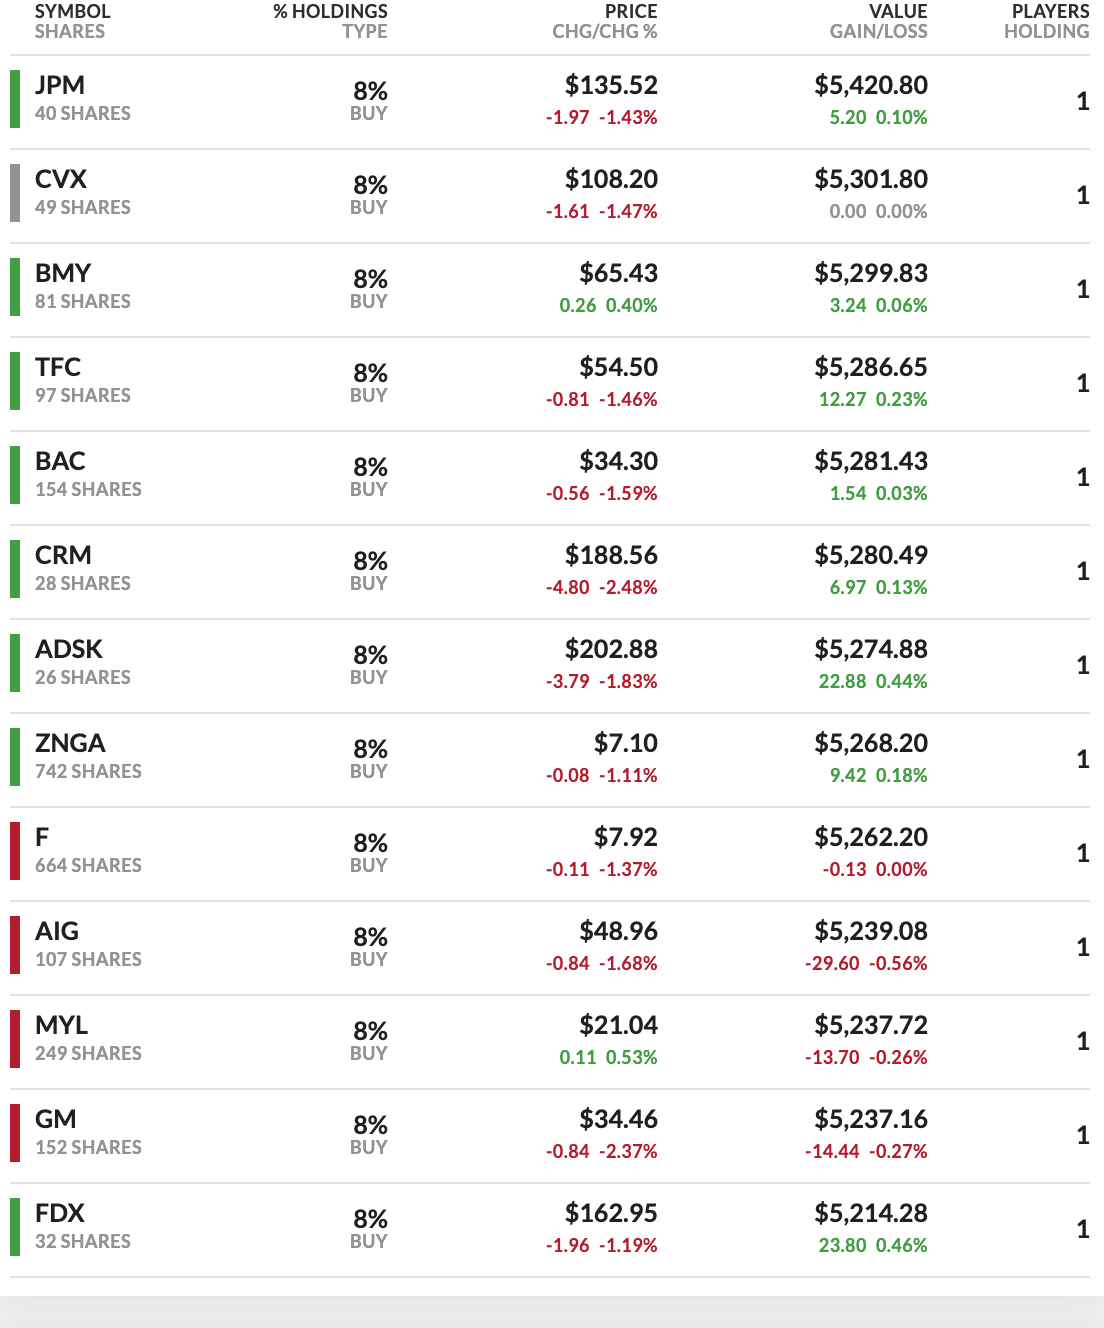 SYMBOL % HOLDINGS PRICE VALUE PLAYERS
SHARES TYPE CHG/CHG % GAIN/LOSS HOLDING
JPM 8% $135.52 $5,420.80 1
40 SHARES BUY -1.97 -1.43% 5.20 0.10%
CVX 8% $108.20 $5,301.80 1
49 SHARES BUY -1.61 -1.47% 0.00 0.00%
BMY 8% $65.43 $5,299.83 1
81 SHARES BUY 0.26 0.40% 3.24 0.06%
TFC 8% $54.50 $5,286.65 1
97 SHARES BUY -0.81 -1.46% 12.27 0.23%
BAC 8% $34.30 $5,281.43 1
154 SHARES BUY -0.56 -1.59% 1.54 0.03%
CRM 8% $188.56 $5,280.49 1
28 SHARES BUY -4.80 -2.48% 6.97 0.13%
ADSK 8% $202.88 $5,274.88 1
26 SHARES BUY -3.79 -1.83% 22.88 0.44%
ZNGA 8% $7.10 $5,268.20 1
742 SHARES BUY -0.08 -1.11% 9.42 0.18%
F 8% $7.92 $5,262.20 1
664 SHARES BUY -0.11 -1.37% -0.13 0.00%
AIG 8% $48.96 $5,239.08 1
107 SHARES BUY -0.84 -1.68% -29.60 -0.56%
MYL 8% $21.04 $5,237.72 1
249 SHARES BUY 0.11 0.53% -13.70 -0.26%
GM 8% $34.46 $5,237.16 1
152 SHARES BUY -0.84 -2.37% -14.44 -0.27%
FDX 8% $162.95 $5,214.28 1
32 SHARES BUY -1.96 -1.19% 23.80 0.46%